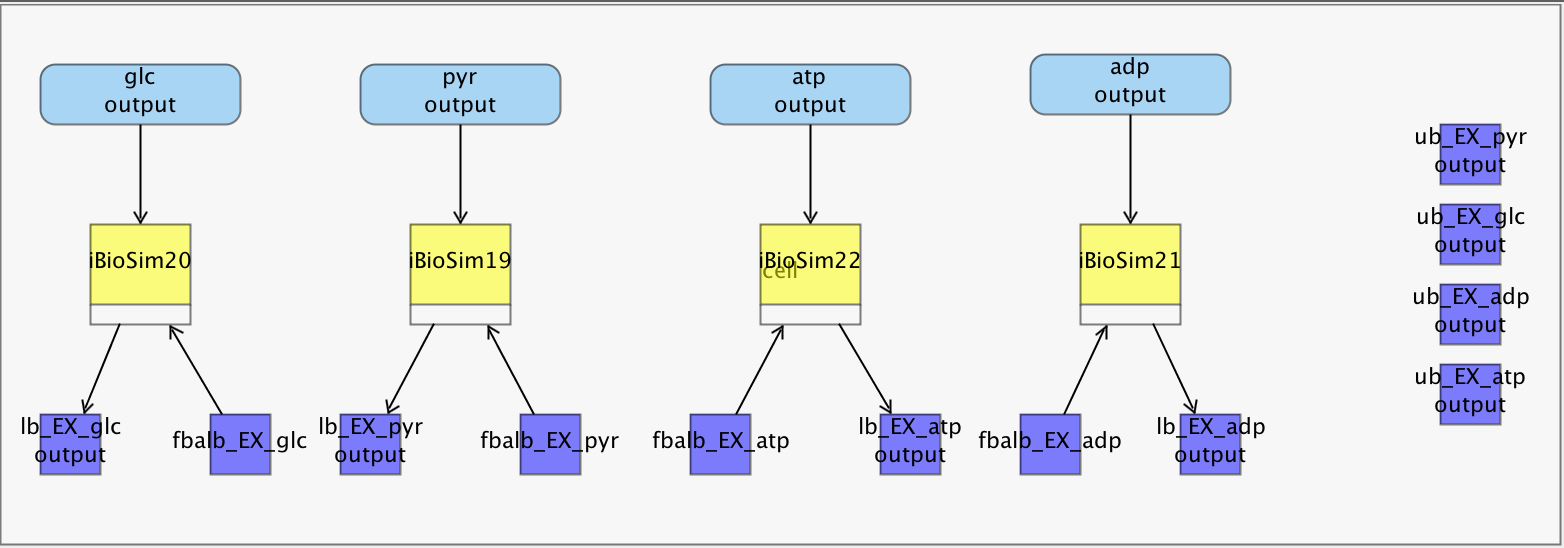 glc
output
pyr
output
atp
output
adp
output
ub_EX_pyr
output
ub_EX_glc
output
ub_EX_adp
output
ub_EX_atp
output
iBioSim20
iBioSim19
iBioSim22
cell
iBioSim21
lb_EX_glc
output
fbalb_EX_glc
lb_EX_pyr
output
fbalb_EX_pyr
fbalb_EX_atp
lb_EX_atp
output
fbalb_EX_adp
lb_EX_adp
output